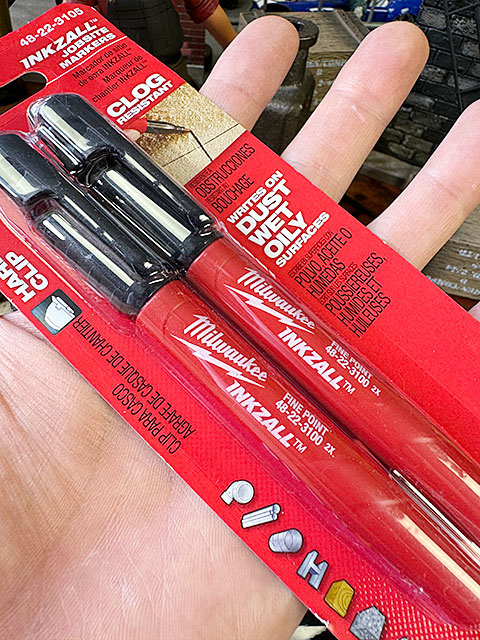 48-22-3105
INKZALL™
JOBSITE
MARKERS
Marcador de sitio
de obra INKZALL™
Marqueur de
chantier INKZALL™
CLOG
RESISTANT
OBSTRUCCIONES
BOUCHAGE
WRITES ON
DUST
WET
OILY
SURFACES
POLVO, ACEITE O
HÚMEDAS
POUSSIÉREUSES,
HUMIDES ET
HUILEUSES
HARD
CLIP
CLIP PARA CASCO
AGRAFE DE CASQUE DE CHANTIER
Milwaukee
INKZALL™
FINE POINT
48-22-3100 2X
Milwaukee
INKZALL™
FINE POINT
48-22-3100 2X